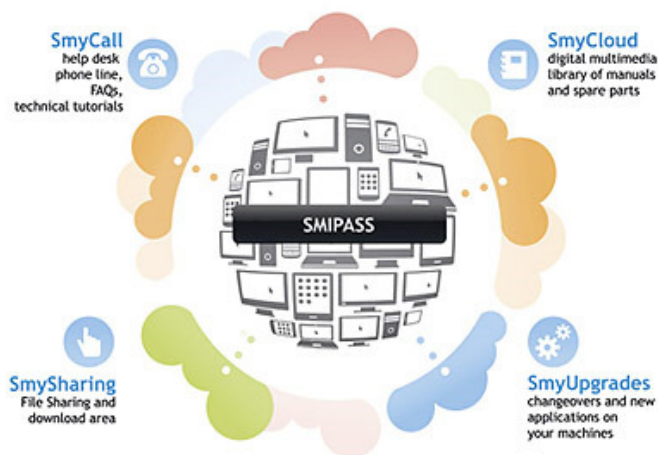 SmyCall
help desk
phone line,
FAQs,
technical tutorials
SmyCloud
digital multimedia
library of manuals
and spare parts
SMIPASS
SmySharing
File Sharing and
download area
SmyUpgrades
changeovers and new
applications on
your machines